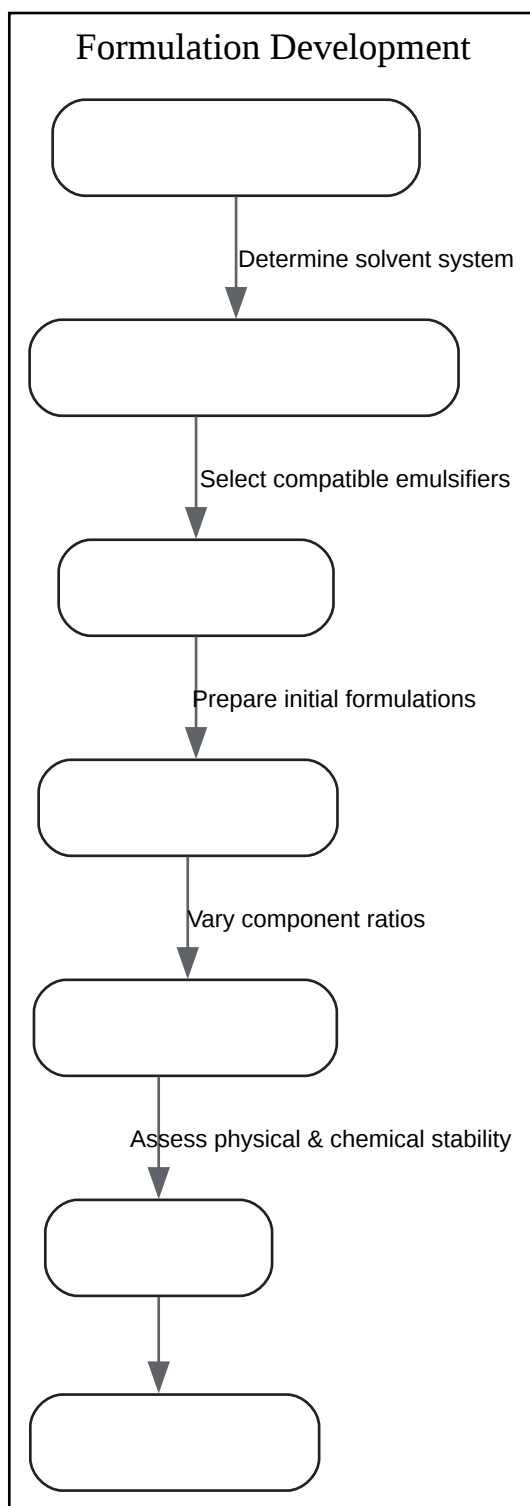 Formulation Development
Determine solvent system
Select compatible emulsifiers
Prepare initial formulations
Vary component ratios
Assess physical & chemical stability